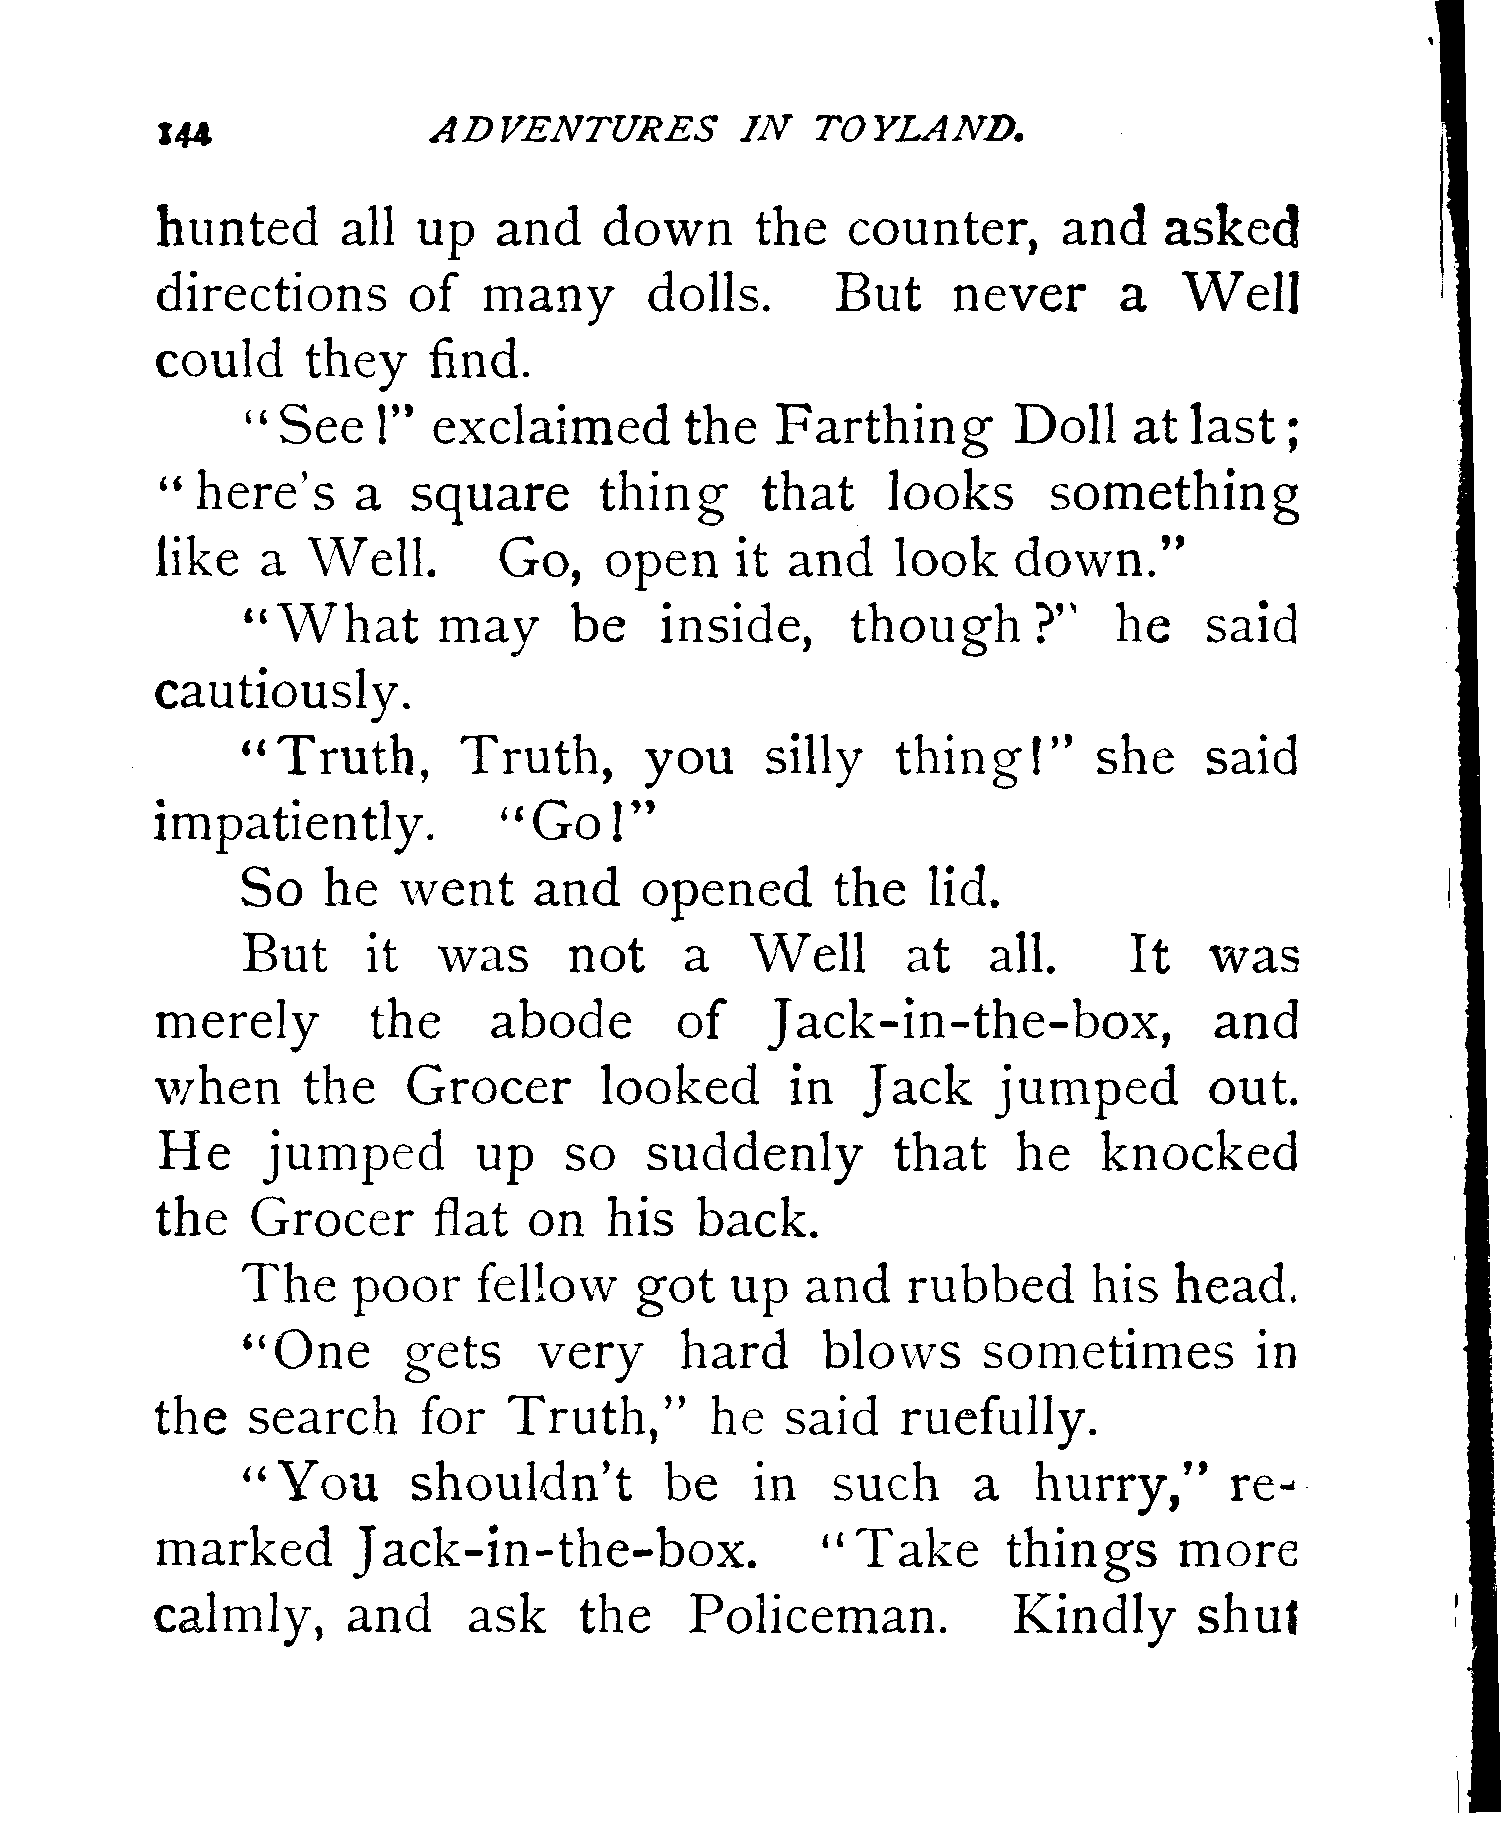 144 ADVENTURES IN TOYLAND.
hunted all up and down the counter, and asked
directions of many dolls. But never a Well
could they find.
"See!" exclaimed the Farthing Doll at last;
"here's a square thing that looks something
like a Well. Go, open it and look down."
"What may be inside, though?" he said
cautiously.
"Truth, Truth, you silly thing!" she said
impatiently. "Go!"
So he went and opened the lid.
But it was not a Well at all. It was
merely the abode of Jack-in-the-box, and
when the Grocer looked in Jack jumped out.
He jumped up so suddenly that he knocked
the Grocer flat on his back.
The poor fellow got up and rubbed his head.
"One gets very hard blows sometimes in
the search for Truth," he said ruefully.
"You shouldn't be in such a hurry," re-
marked Jack-in-the-box. "Take things more
calmly, and ask the Policeman. Kindly shut